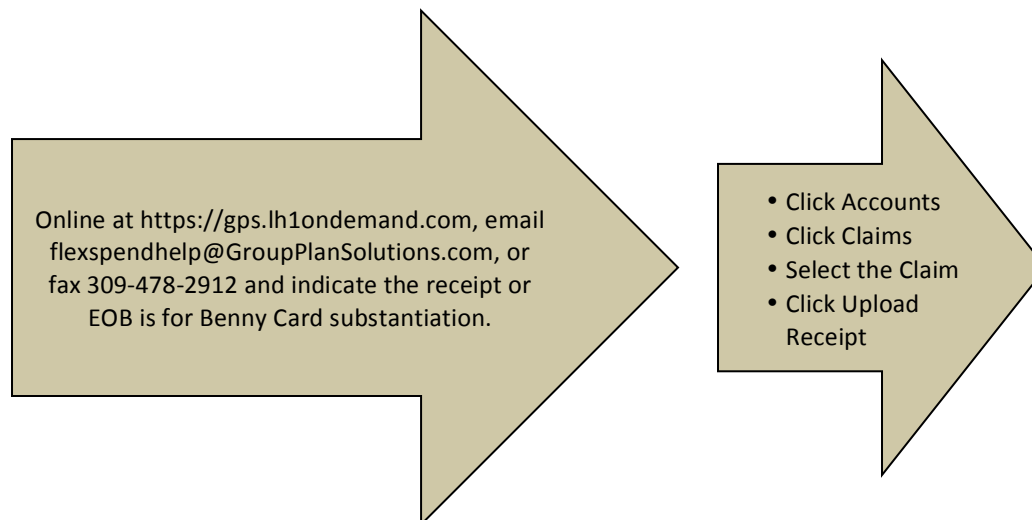 Online at https://gps.lh1ondemand.com, email
flexspendhelp@GroupPlanSolutions.com, or
fax 309-478-2912 and indicate the receipt or
EOB is for Benny Card substantiation.
• Click Accounts
• Click Claims
• Select the Claim
• Click Upload
Receipt